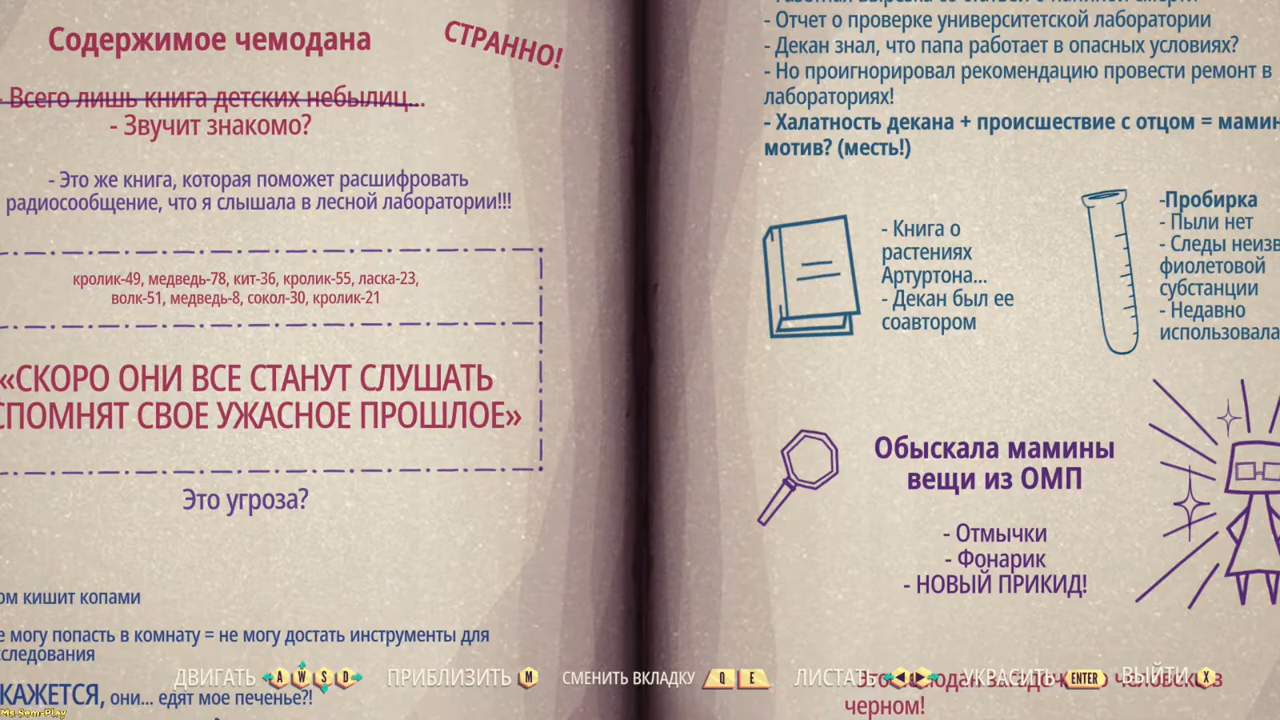 Содержимое чемодана
СТРАННО!
- Всего лишь книга детских небылиц...
- Звучит знакомо?
- Это же книга, которая поможет расшифровать
радиосообщение, что я слышала в лесной лаборатории!!!
кролик-49, медведь-78, кит-36, кролик-55, ласка-23,
волк-51, медведь-8, сокол-30, кролик-21
«СКОРО ОНИ ВСЕ СТАНУТ СЛУШАТЬ
СПОМНЯТ СВОЕ УЖАСНОЕ ПРОШЛОЕ»
Это угроза?
ом кишит копами
е могу попасть в комнату = не могу достать инструменты для
сследования
КАЖЕТСЯ, они... едят мое печенье?!
- Отчет о проверке университетской лаборатории
- Декан знал, что папа работает в опасных условиях?
- Но проигнорировал рекомендацию провести ремонт в
лабораториях!
- Халатность декана + происшествие с отцом = мамин
мотив? (месть!)
- Книга о
растениях
Артуртона...
- Декан был ее
соавтором
-Пробирка
- Пыли нет
- Следы неизв
фиолетовой
субстанции
- Недавно
использовала
Обыскала мамины
вещи из ОМП
- Отмычки
- Фонарик
- НОВЫЙ ПРИКИД!
черном!
ДВИГАТЬ A W S D ПРИБЛИЗИТЬ M СМЕНИТЬ ВКЛАДКУ Q E ЛИСТАТЬ УКРАСИТЬ ENTER ВЫЙТИ X
Ms.Sem-Play